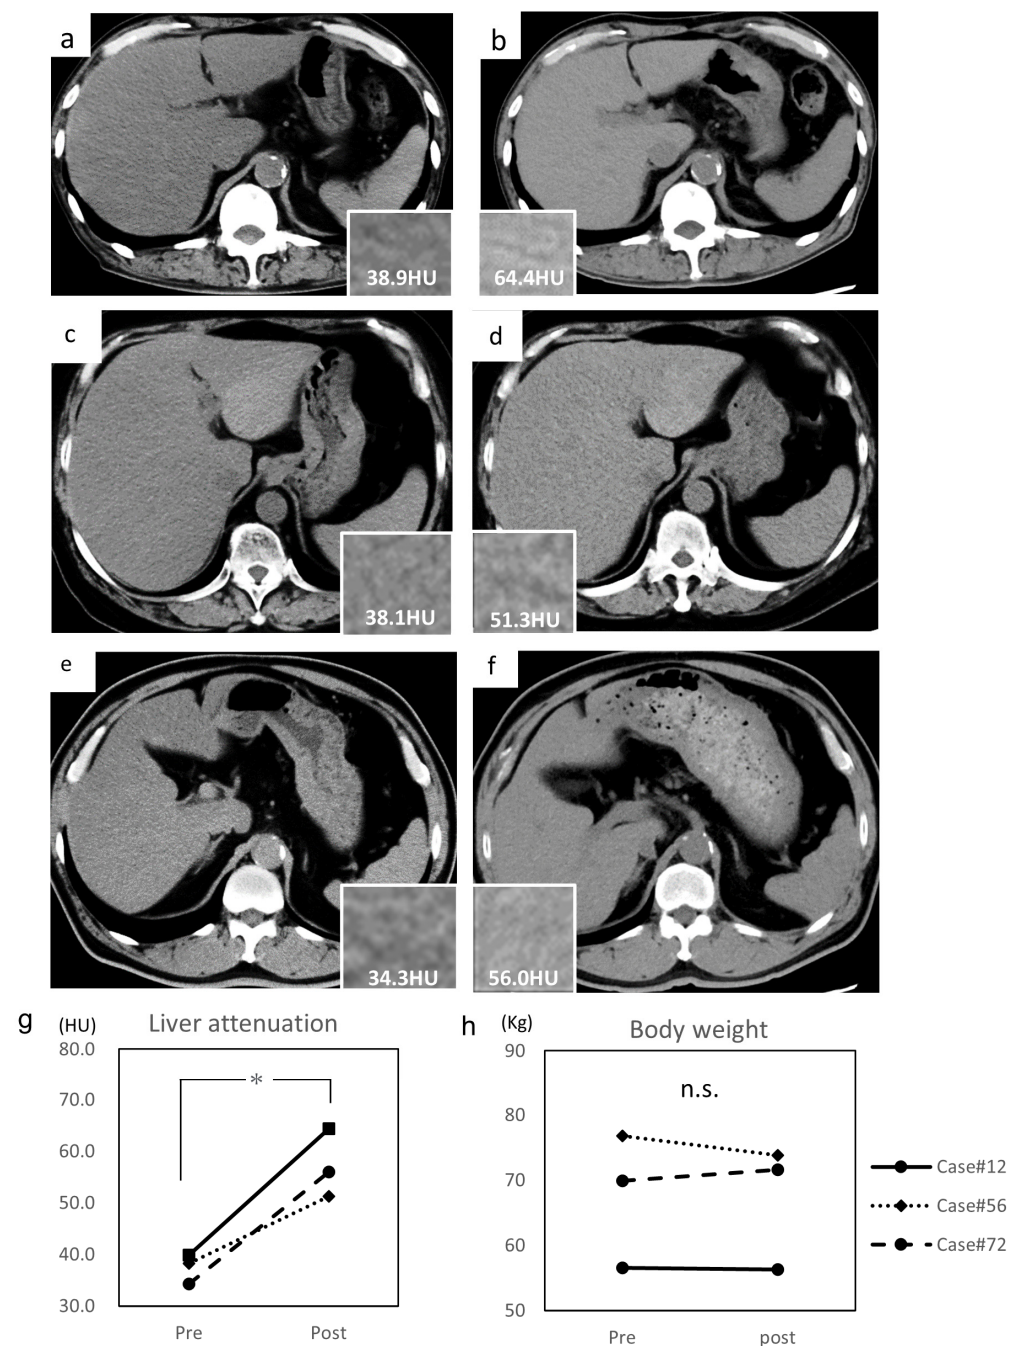 a
b
38.9HU
64.4HU
c
d
38.1HU
51.3HU
e
f
34.3HU
56.0HU
g
(HU)
Liver attenuation
80.0
70.0
60.0
50.0
40.0
30.0
*
Pre
Post
h
(Kg)
Body weight
90
80
70
60
50
n.s.
Pre
post
Case#12
Case#56
Case#72